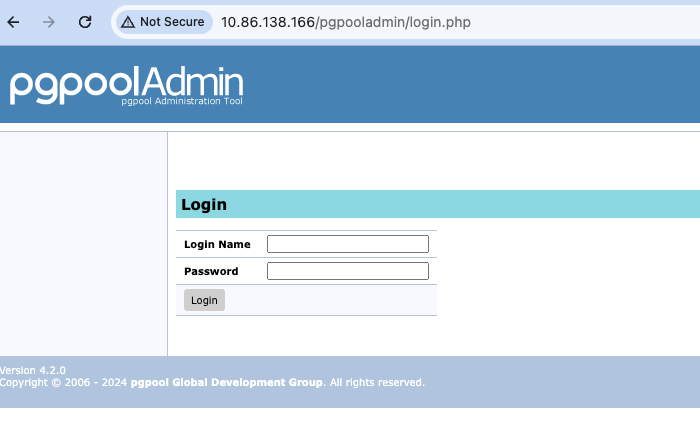 Not Secure 10.86.138.166/pgpooladmin/login.php
pgpoolAdmin
pgpool Administration Tool
Login
Login Name
Password
Login
Version 4.2.0
Copyright © 2006 - 2024 pgpool Global Development Group. All rights reserved.